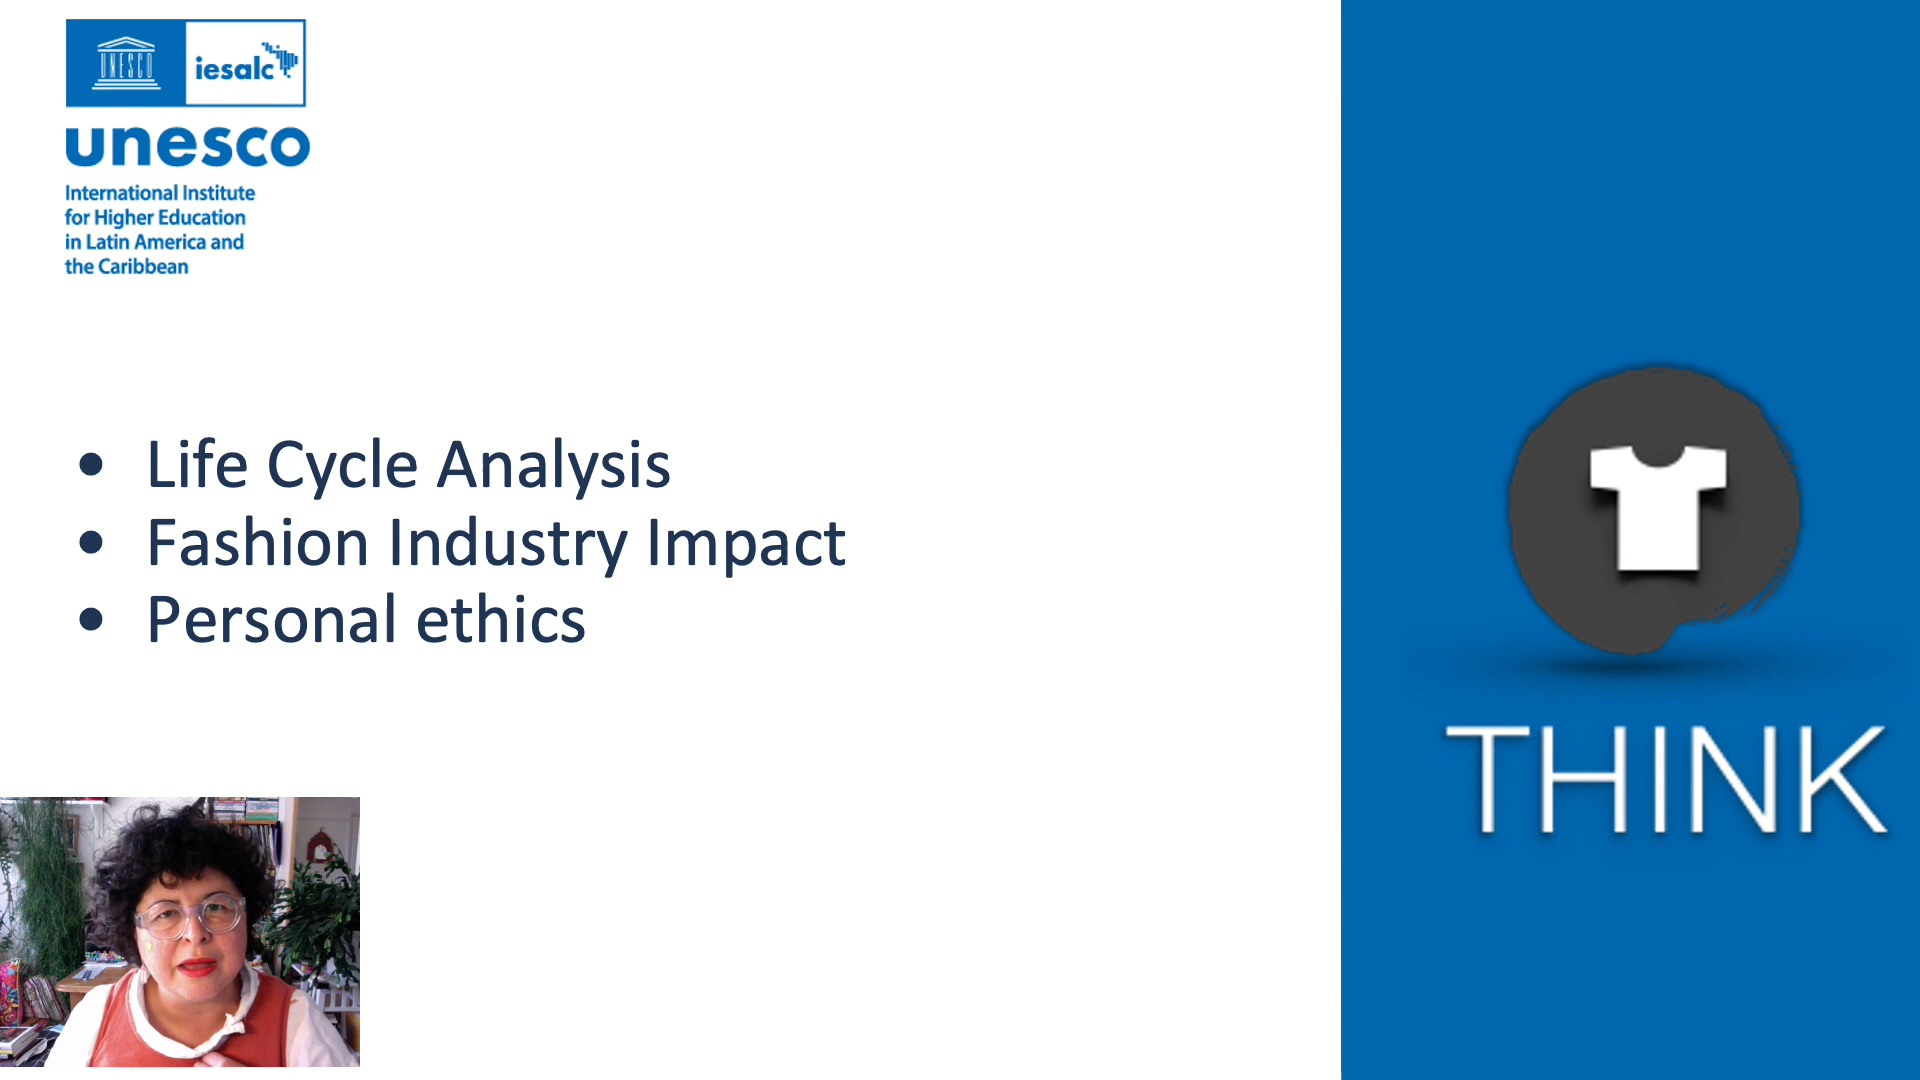 UNESCO
iesalc
unesco
International Institute
for Higher Education
in Latin America and
the Caribbean
• Life Cycle Analysis
• Fashion Industry Impact
• Personal ethics
THINK